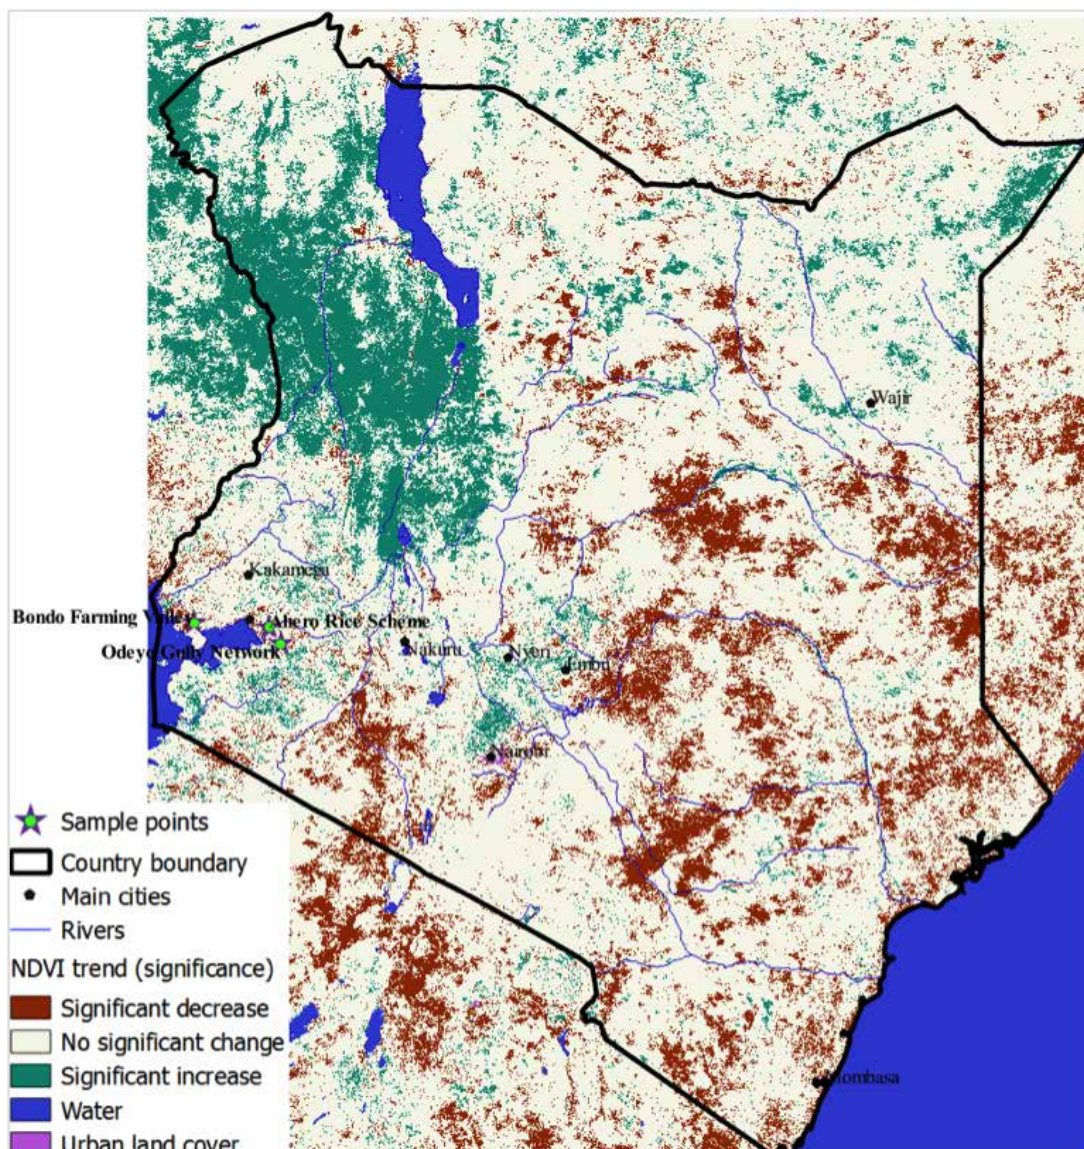 Wajir
Kakamega
Bondo Farming
Ahero Rice Scheme
Odeyo Gully Network
Nakuru
Nyeri
Embu
Nairobi
Sample points
Country boundary
Main cities
Rivers
NDVI trend (significance)
Significant decrease
No significant change
Significant increase
Water
Urban land cover
Mombasa